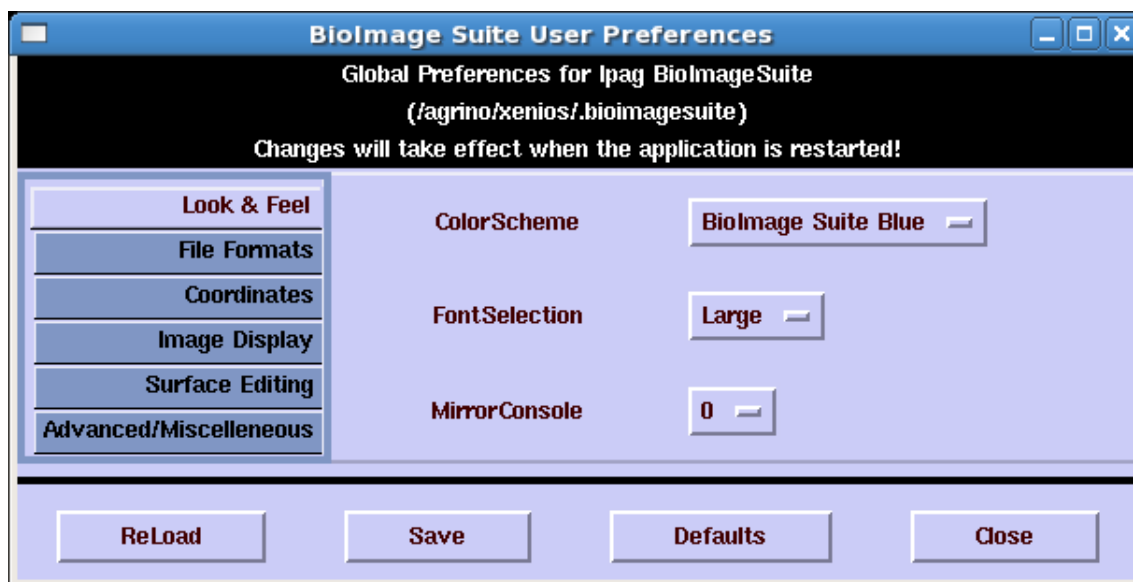 BioImage Suite User Preferences
Global Preferences for lpag BioImageSuite
(/agrino/xenios/.bioimagesuite)
Changes will take effect when the application is restarted!
Look & Feel
File Formats
Coordinates
Image Display
Surface Editing
Advanced/Miscelleneous
ColorScheme BioImage Suite Blue
FontSelection Large
MirrorConsole 0
ReLoad Save Defaults Close